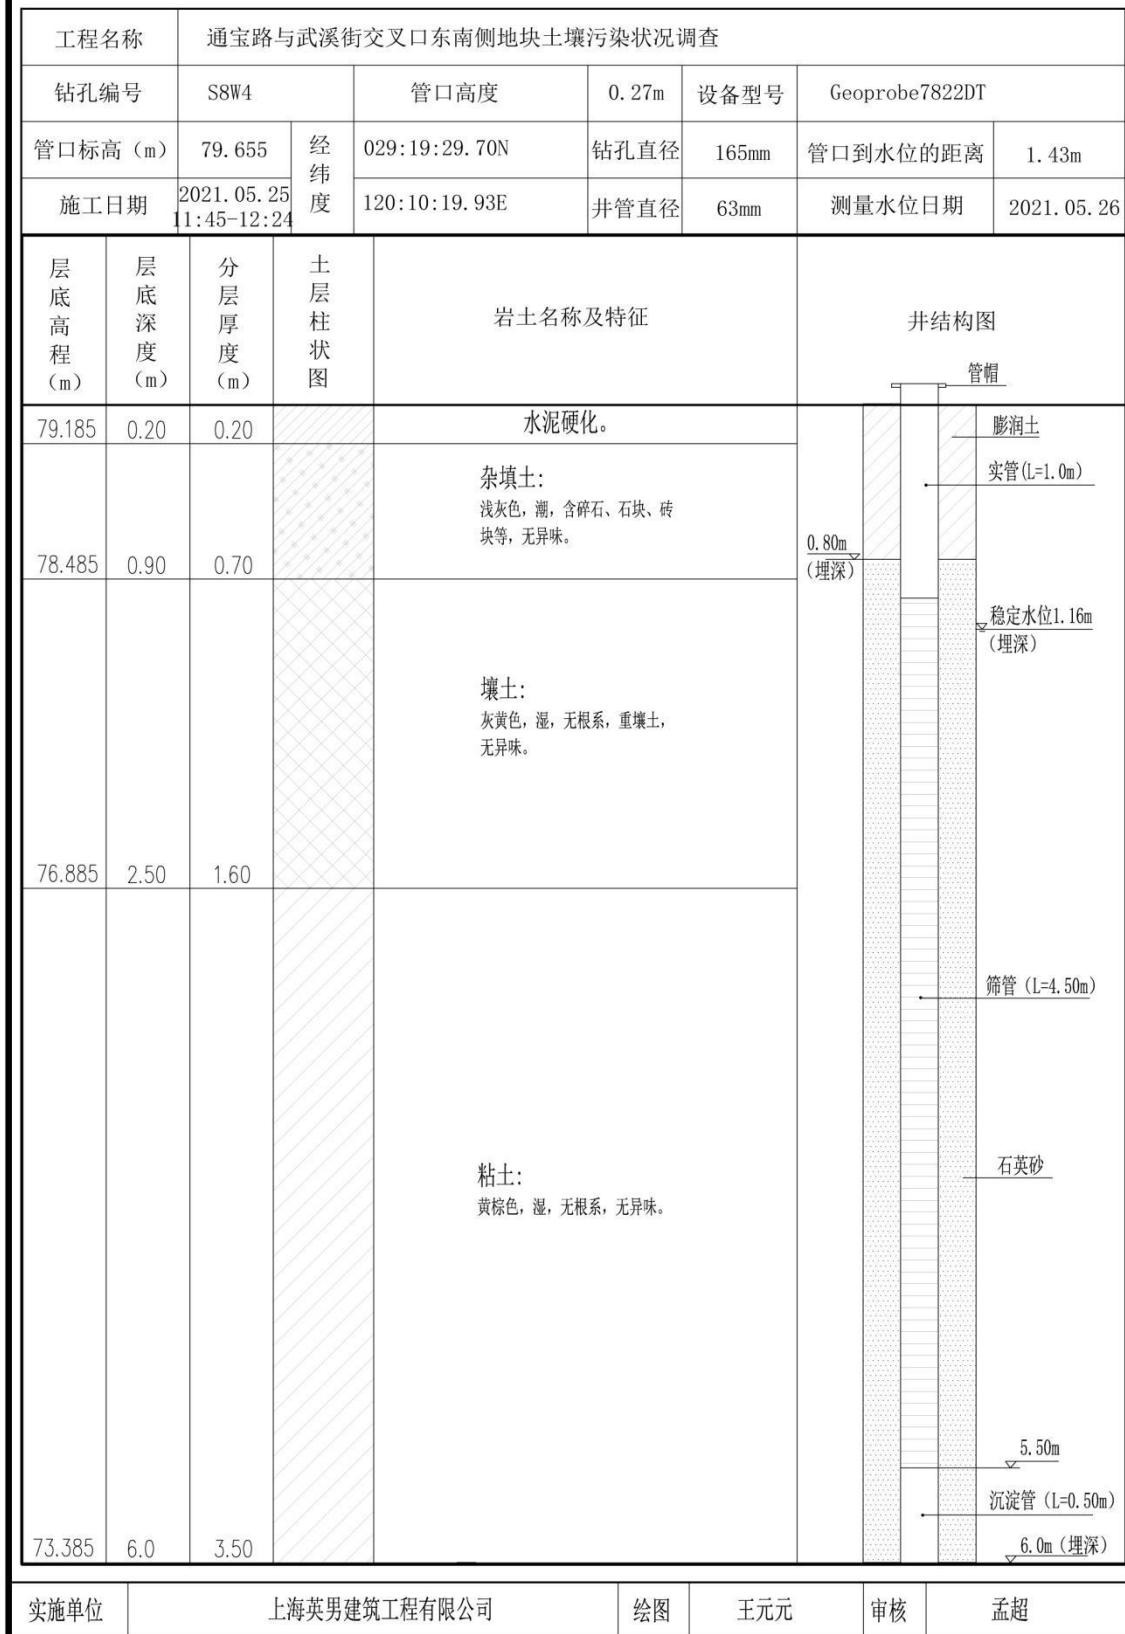 工程名称 通宝路与武溪街交叉口东南侧地块土壤污染状况调查
钻孔编号 S8W4 管口高度 0.27m 设备型号 Geoprobe7822DT
管口标高（m） 79.655 经纬度 029:19:29.70N 钻孔直径 165mm 管口到水位的距离 1.43m
施工日期 2021.05.25 11:45-12:24 120:10:19.93E 井管直径 63mm 测量水位日期 2021.05.26
层底高程（m） 层底深度（m） 分层厚度（m） 土层柱状图 岩土名称及特征 井结构图
管帽
79.185 0.20 0.20 水泥硬化。
膨润土
实管(L=1.0m)
杂填土:
浅灰色，潮，含碎石、石块、砖
块等，无异味。
78.485 0.90 0.70
0.80m
(埋深)
稳定水位1.16m
(埋深)
壤土:
灰黄色，湿，无根系，重壤土，
无异味。
76.885 2.50 1.60
筛管 (L=4.50m)
石英砂
粘土:
黄棕色，湿，无根系，无异味。
5.50m
沉淀管 (L=0.50m)
73.385 6.0 3.50
6.0m (埋深)
实施单位 上海英男建筑工程有限公司 绘图 王元元 审核 孟超